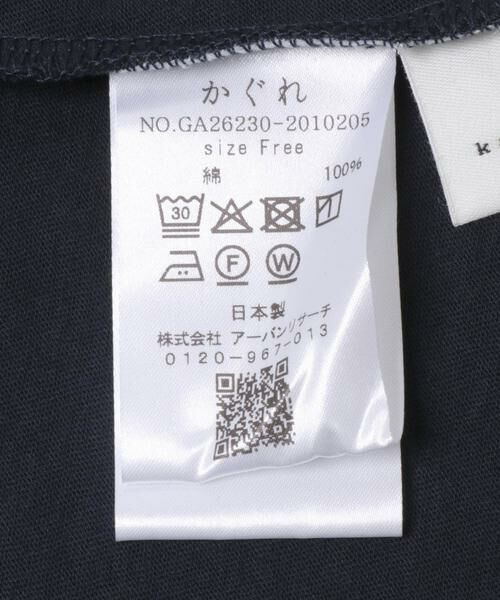 かぐれ
NO.GA26230-2010205
size Free
綿 100%
30
F W
日本製
株式会社 アーバンリサーチ
0120-967-013
k